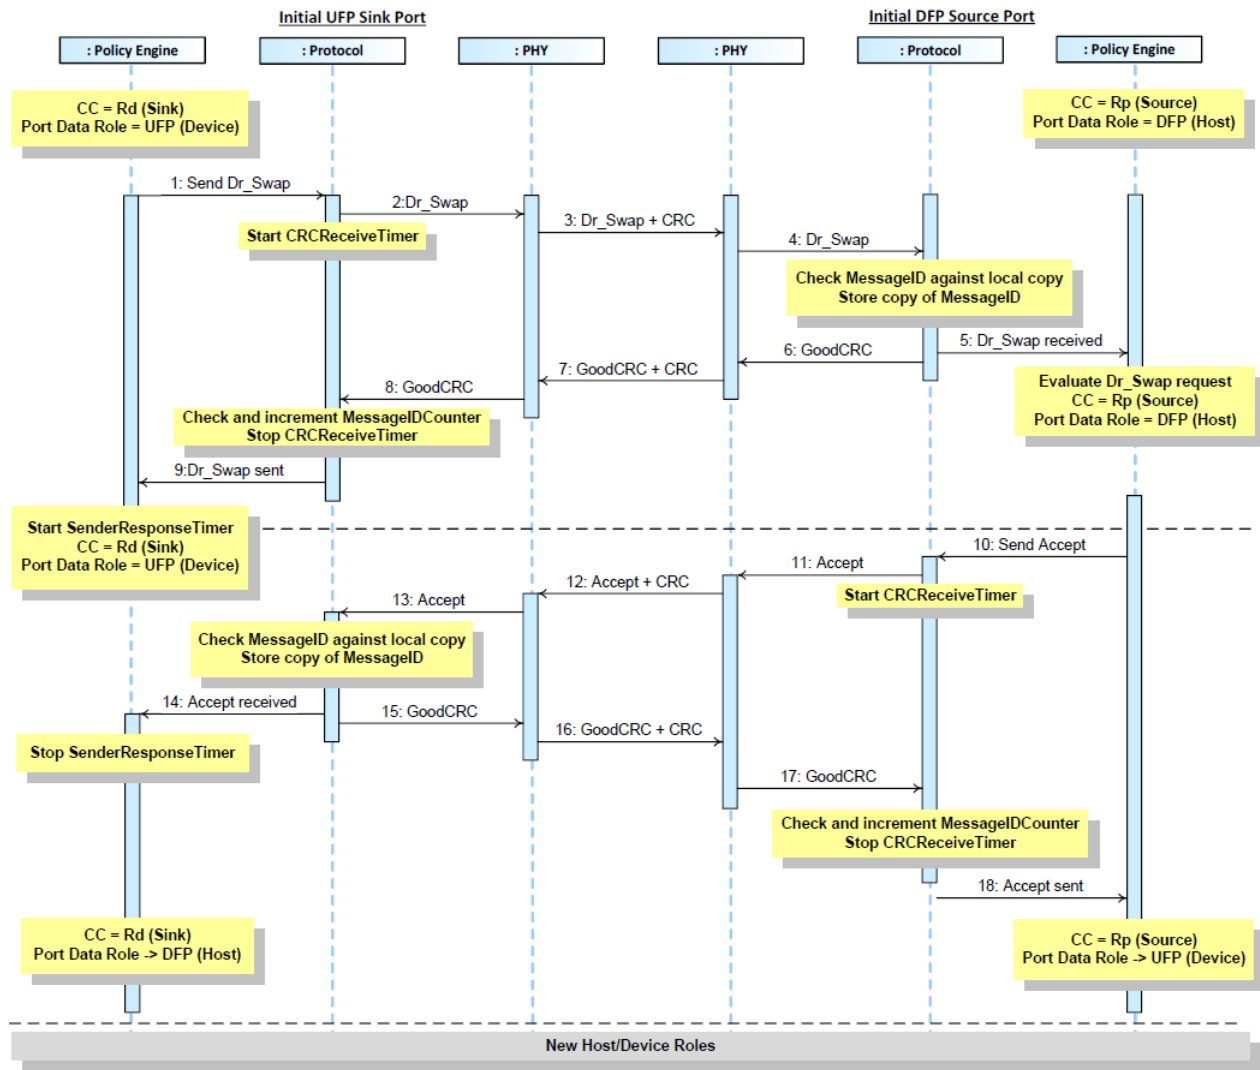 Initial UFP Sink Port
Initial DFP Source Port
: Policy Engine
: Protocol
: PHY
: PHY
: Protocol
: Policy Engine
CC = Rd (Sink)
Port Data Role = UFP (Device)
CC = Rp (Source)
Port Data Role = DFP (Host)
1: Send Dr_Swap
2:Dr_Swap
Start CRCReceiveTimer
3: Dr_Swap + CRC
4: Dr_Swap
Check MessageID against local copy
Store copy of MessageID
5: Dr_Swap received
6: GoodCRC
7: GoodCRC + CRC
8: GoodCRC
Evaluate Dr_Swap request
CC = Rp (Source)
Port Data Role = DFP (Host)
Check and increment MessageIDCounter
Stop CRCReceiveTimer
9:Dr_Swap sent
Start SenderResponseTimer
CC = Rd (Sink)
Port Data Role = UFP (Device)
10: Send Accept
11: Accept
Start CRCReceiveTimer
12: Accept + CRC
13: Accept
Check MessageID against local copy
Store copy of MessageID
14: Accept received
15: GoodCRC
16: GoodCRC + CRC
Stop SenderResponseTimer
17: GoodCRC
Check and increment MessageIDCounter
Stop CRCReceiveTimer
18: Accept sent
CC = Rd (Sink)
Port Data Role -> DFP (Host)
CC = Rp (Source)
Port Data Role -> UFP (Device)
New Host/Device Roles